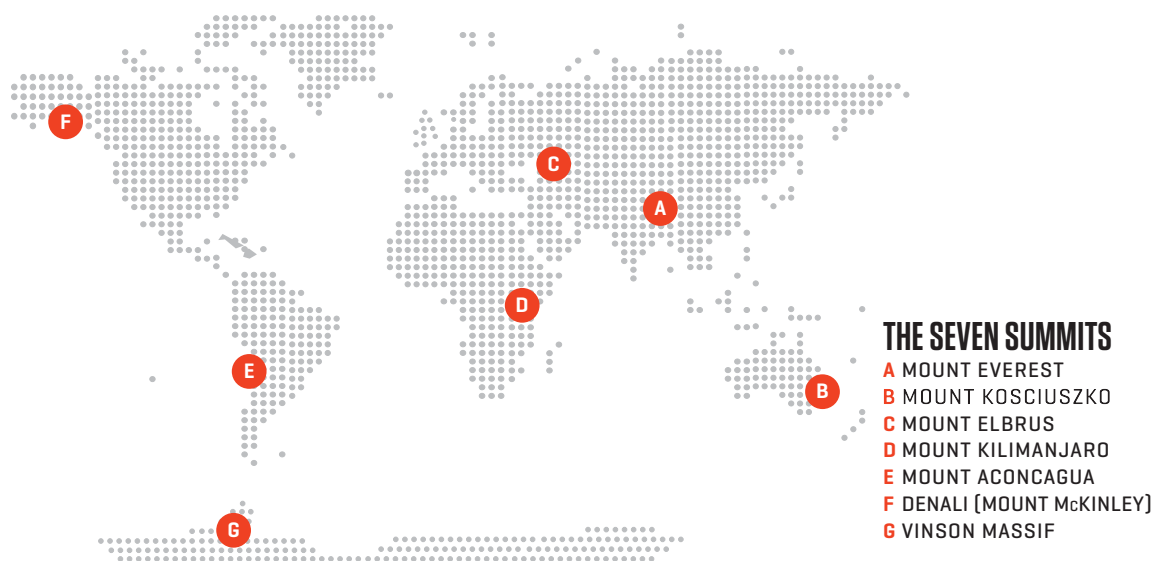 F
C
A
D
E
B
G
THE SEVEN SUMMITS
A MOUNT EVEREST
B MOUNT KOSCIUSZKO
C MOUNT ELBRUS
D MOUNT KILIMANJARO
E MOUNT ACONCAGUA
F DENALI (MOUNT McKINLEY)
G VINSON MASSIF